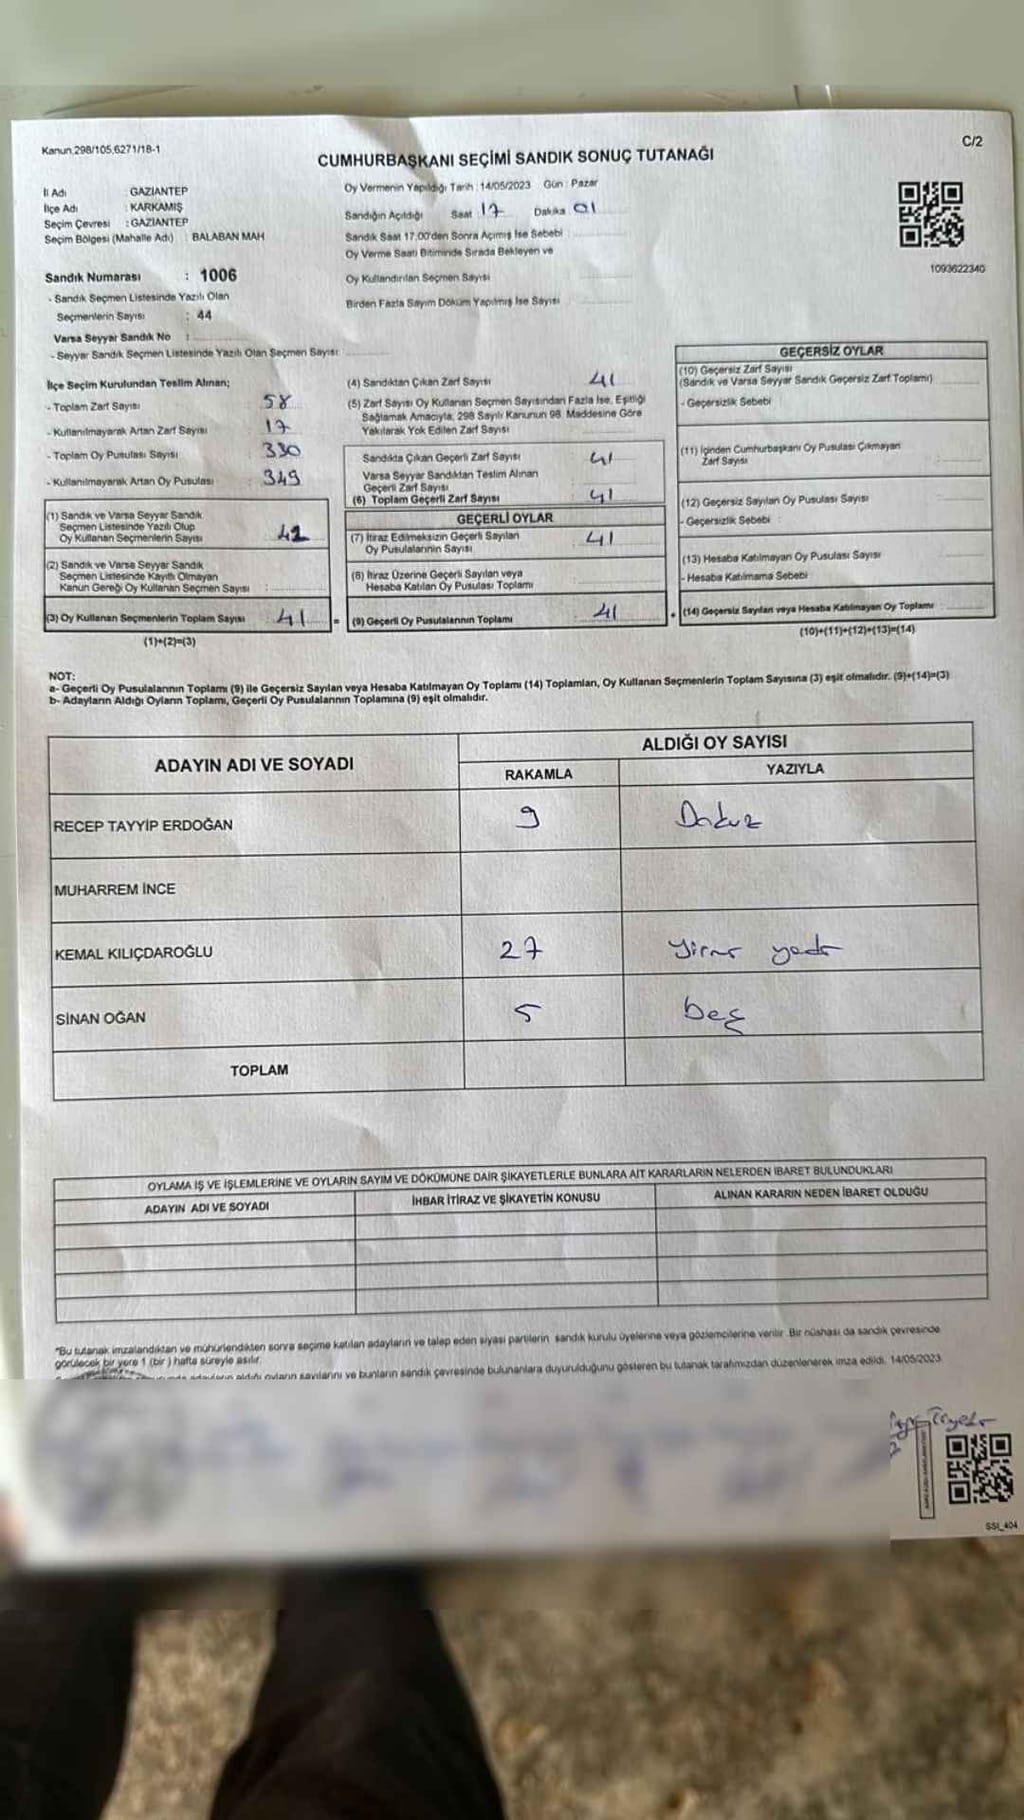 Kanun.298/105,6271/18-1
C/2
CUMHURBAŞKANI SEÇİMİ SANDIK SONUÇ TUTANAĞI
İl Adı : GAZİANTEP
İlçe Adı : KARKAMIŞ
Seçim Çevresi : GAZİANTEP
Seçim Bölgesi (Mahalle Adı) : BALABAN MAH
Sandık Numarası : 1006
- Sandık Seçmen Listesinde Yazılı Olan
Seçmenlerin Sayısı : 44
Varsa Seyyar Sandık No :
- Seyyar Sandık Seçmen Listesinde Yazılı Olan Seçmen Sayısı:
Oy Vermenin Yapıldığı Tarih : 14/05/2023 Gün : Pazar
Sandığın Açıldığı Saat 17 Dakika 01
Sandık Saat 17.00'den Sonra Açımış İse Sebebi :
Oy Verme Saati Bitiminde Sırada Bekleyen ve
Oy Kullandırılan Seçmen Sayısı
Birden Fazla Sayım Döküm Yapılmış İse Sayısı
1093622340
İlçe Seçim Kurulundan Teslim Alınan;
- Toplam Zarf Sayısı : 58
- Kullanılmayarak Artan Zarf Sayısı : 17
- Toplam Oy Pusulası Sayısı : 330
- Kullanılmayarak Artan Oy Pusulası : 349
(1) Sandık ve Varsa Seyyar Sandık
Seçmen Listesinde Yazılı Olup
Oy Kullanan Seçmenlerin Sayısı : 41
(2) Sandık ve Varsa Seyyar Sandık
Seçmen Listesinde Kayıtlı Olmayan
Kanun Gereği Oy Kullanan Seçmen Sayısı :
(3) Oy Kullanan Seçmenlerin Toplam Sayısı : 41
(1)+(2)=(3)
(4) Sandıktan Çıkan Zarf Sayısı : 41
(5) Zarf Sayısı Oy Kullanan Seçmen Sayısından Fazla İse, Eşitliği
Sağlamak Amacıyla, 298 Sayılı Kanunun 98. Maddesine Göre
Yakılarak Yok Edilen Zarf Sayısı
Sandıkta Çıkan Geçerli Zarf Sayısı : 41
Varsa Seyyar Sandıktan Teslim Alınan
Geçerli Zarf Sayısı
(6) Toplam Geçerli Zarf Sayısı : 41
GEÇERLİ OYLAR
(7) İtiraz Edilmeksizin Geçerli Sayılan
Oy Pusulalarının Sayısı : 41
(8) İtiraz Üzerine Geçerli Sayılan veya
Hesaba Katılan Oy Pusulası Toplamı
= (9) Geçerli Oy Pusulalarının Toplamı : 41
GEÇERSİZ OYLAR
(10) Geçersiz Zarf Sayısı
(Sandık ve Varsa Seyyar Sandık Geçersiz Zarf Toplamı)
- Geçersizlik Sebebi
(11) İçinden Cumhurbaşkanı Oy Pusulası Çıkmayan
Zarf Sayısı
(12) Geçersiz Sayılan Oy Pusulası Sayısı
- Geçersizlik Sebebi :
(13) Hesaba Katılmayan Oy Pusulası Sayısı
- Hesaba Katılmama Sebebi
+ (14) Geçersiz Sayılan veya Hesaba Katılmayan Oy Toplamı
(10)+(11)+(12)+(13)=(14)
NOT:
a- Geçerli Oy Pusulalarının Toplamı (9) ile Geçersiz Sayılan veya Hesaba Katılmayan Oy Toplamı (14) Toplamları, Oy Kullanan Seçmenlerin Toplam Sayısına (3) eşit olmalıdır. (9)+(14)=(3)
b- Adayların Aldığı Oyların Toplamı, Geçerli Oy Pusulalarının Toplamına (9) eşit olmalıdır.
ADAYIN ADI VE SOYADI
ALDIĞI OY SAYISI
RAKAMLA YAZIYLA
RECEP TAYYİP ERDOĞAN 9 Dokuz
MUHARREM İNCE
KEMAL KILIÇDAROĞLU 27 yirmi yedi
SİNAN OĞAN 5 beş
TOPLAM
OYLAMA İŞ VE İŞLEMLERİNE VE OYLARIN SAYIM VE DÖKÜMÜNE DAİR ŞİKAYETLERLE BUNLARA AİT KARARLARIN NELERDEN İBARET BULUNDUKLARI
ADAYIN ADI VE SOYADI İHBAR İTİRAZ VE ŞİKAYETİN KONUSU ALINAN KARARIN NEDEN İBARET OLDUĞU
*Bu tutanak imzalandıktan ve mühürlendikten sonra seçime katılan adayların ve talep eden siyasi partilerin sandık kurulu üyelerine veya gözlemcilerine verilir. Bir nüshası da sandık çevresinde
görülecek bir yere 1 (bir ) hafta süreyle asılır.
adayların aldığı oyların sayılarını ve bunların sandık çevresinde bulunanlara duyurulduğunu gösteren bu tutanak tarafımızdan düzenlenerek imza edildi. 14/05/2023
SSI_404